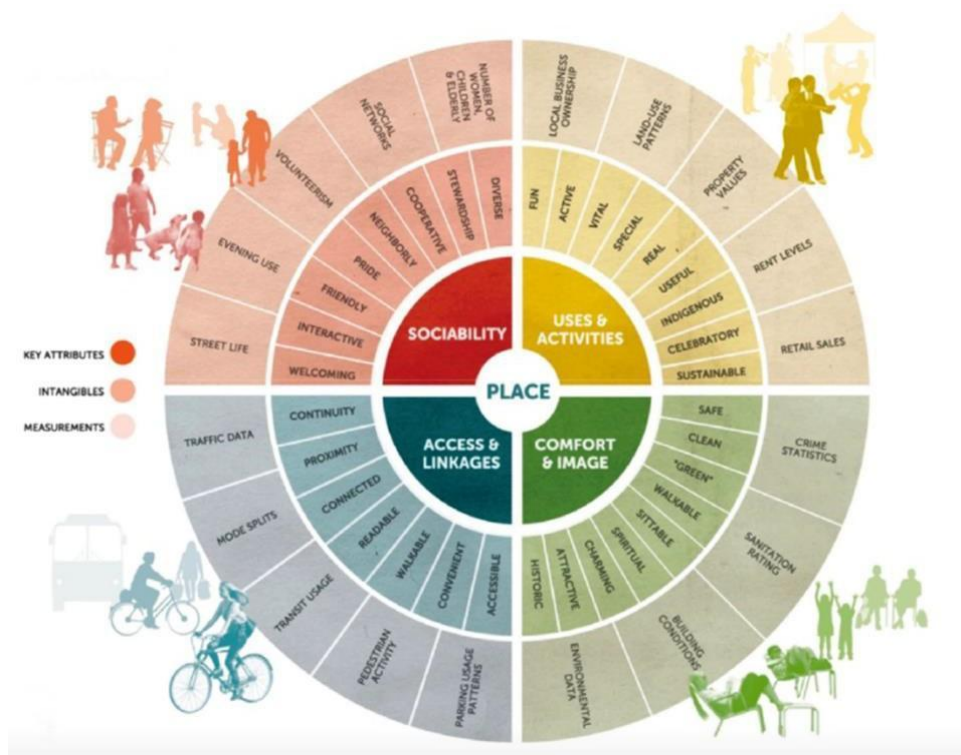 NUMBER OF
WOMEN,
CHILDREN
& ELDERLY
SOCIAL
NETWORKS
VOLUNTEERISM
EVENING USE
STREET LIFE
DIVERSE
STEWARDSHIP
COOPERATIVE
NEIGHBORLY
PRIDE
FRIENDLY
INTERACTIVE
WELCOMING
SOCIABILITY
LOCAL BUSINESS
OWNERSHIP
LAND-USE
PATTERNS
PROPERTY
VALUES
RENT LEVELS
RETAIL SALES
FUN
ACTIVE
VITAL
SPECIAL
REAL
USEFUL
INDIGENOUS
CELEBRATORY
SUSTAINABLE
USES &
ACTIVITIES
KEY ATTRIBUTES
INTANGIBLES
MEASUREMENTS
PLACE
ACCESS &
LINKAGES
CONTINUITY
PROXIMITY
CONNECTED
READABLE
WALKABLE
CONVENIENT
ACCESSIBLE
TRAFFIC DATA
MODE SPLITS
TRANSIT USAGE
PEDESTRIAN
ACTIVITY
PARKING USAGE
PATTERNS
COMFORT
& IMAGE
SAFE
CLEAN
"GREEN"
WALKABLE
SITTABLE
SPIRITUAL
CHARMING
ATTRACTIVE
HISTORIC
CRIME
STATISTICS
SANITATION
RATING
BUILDING
CONDITIONS
ENVIRONMENTAL
DATA